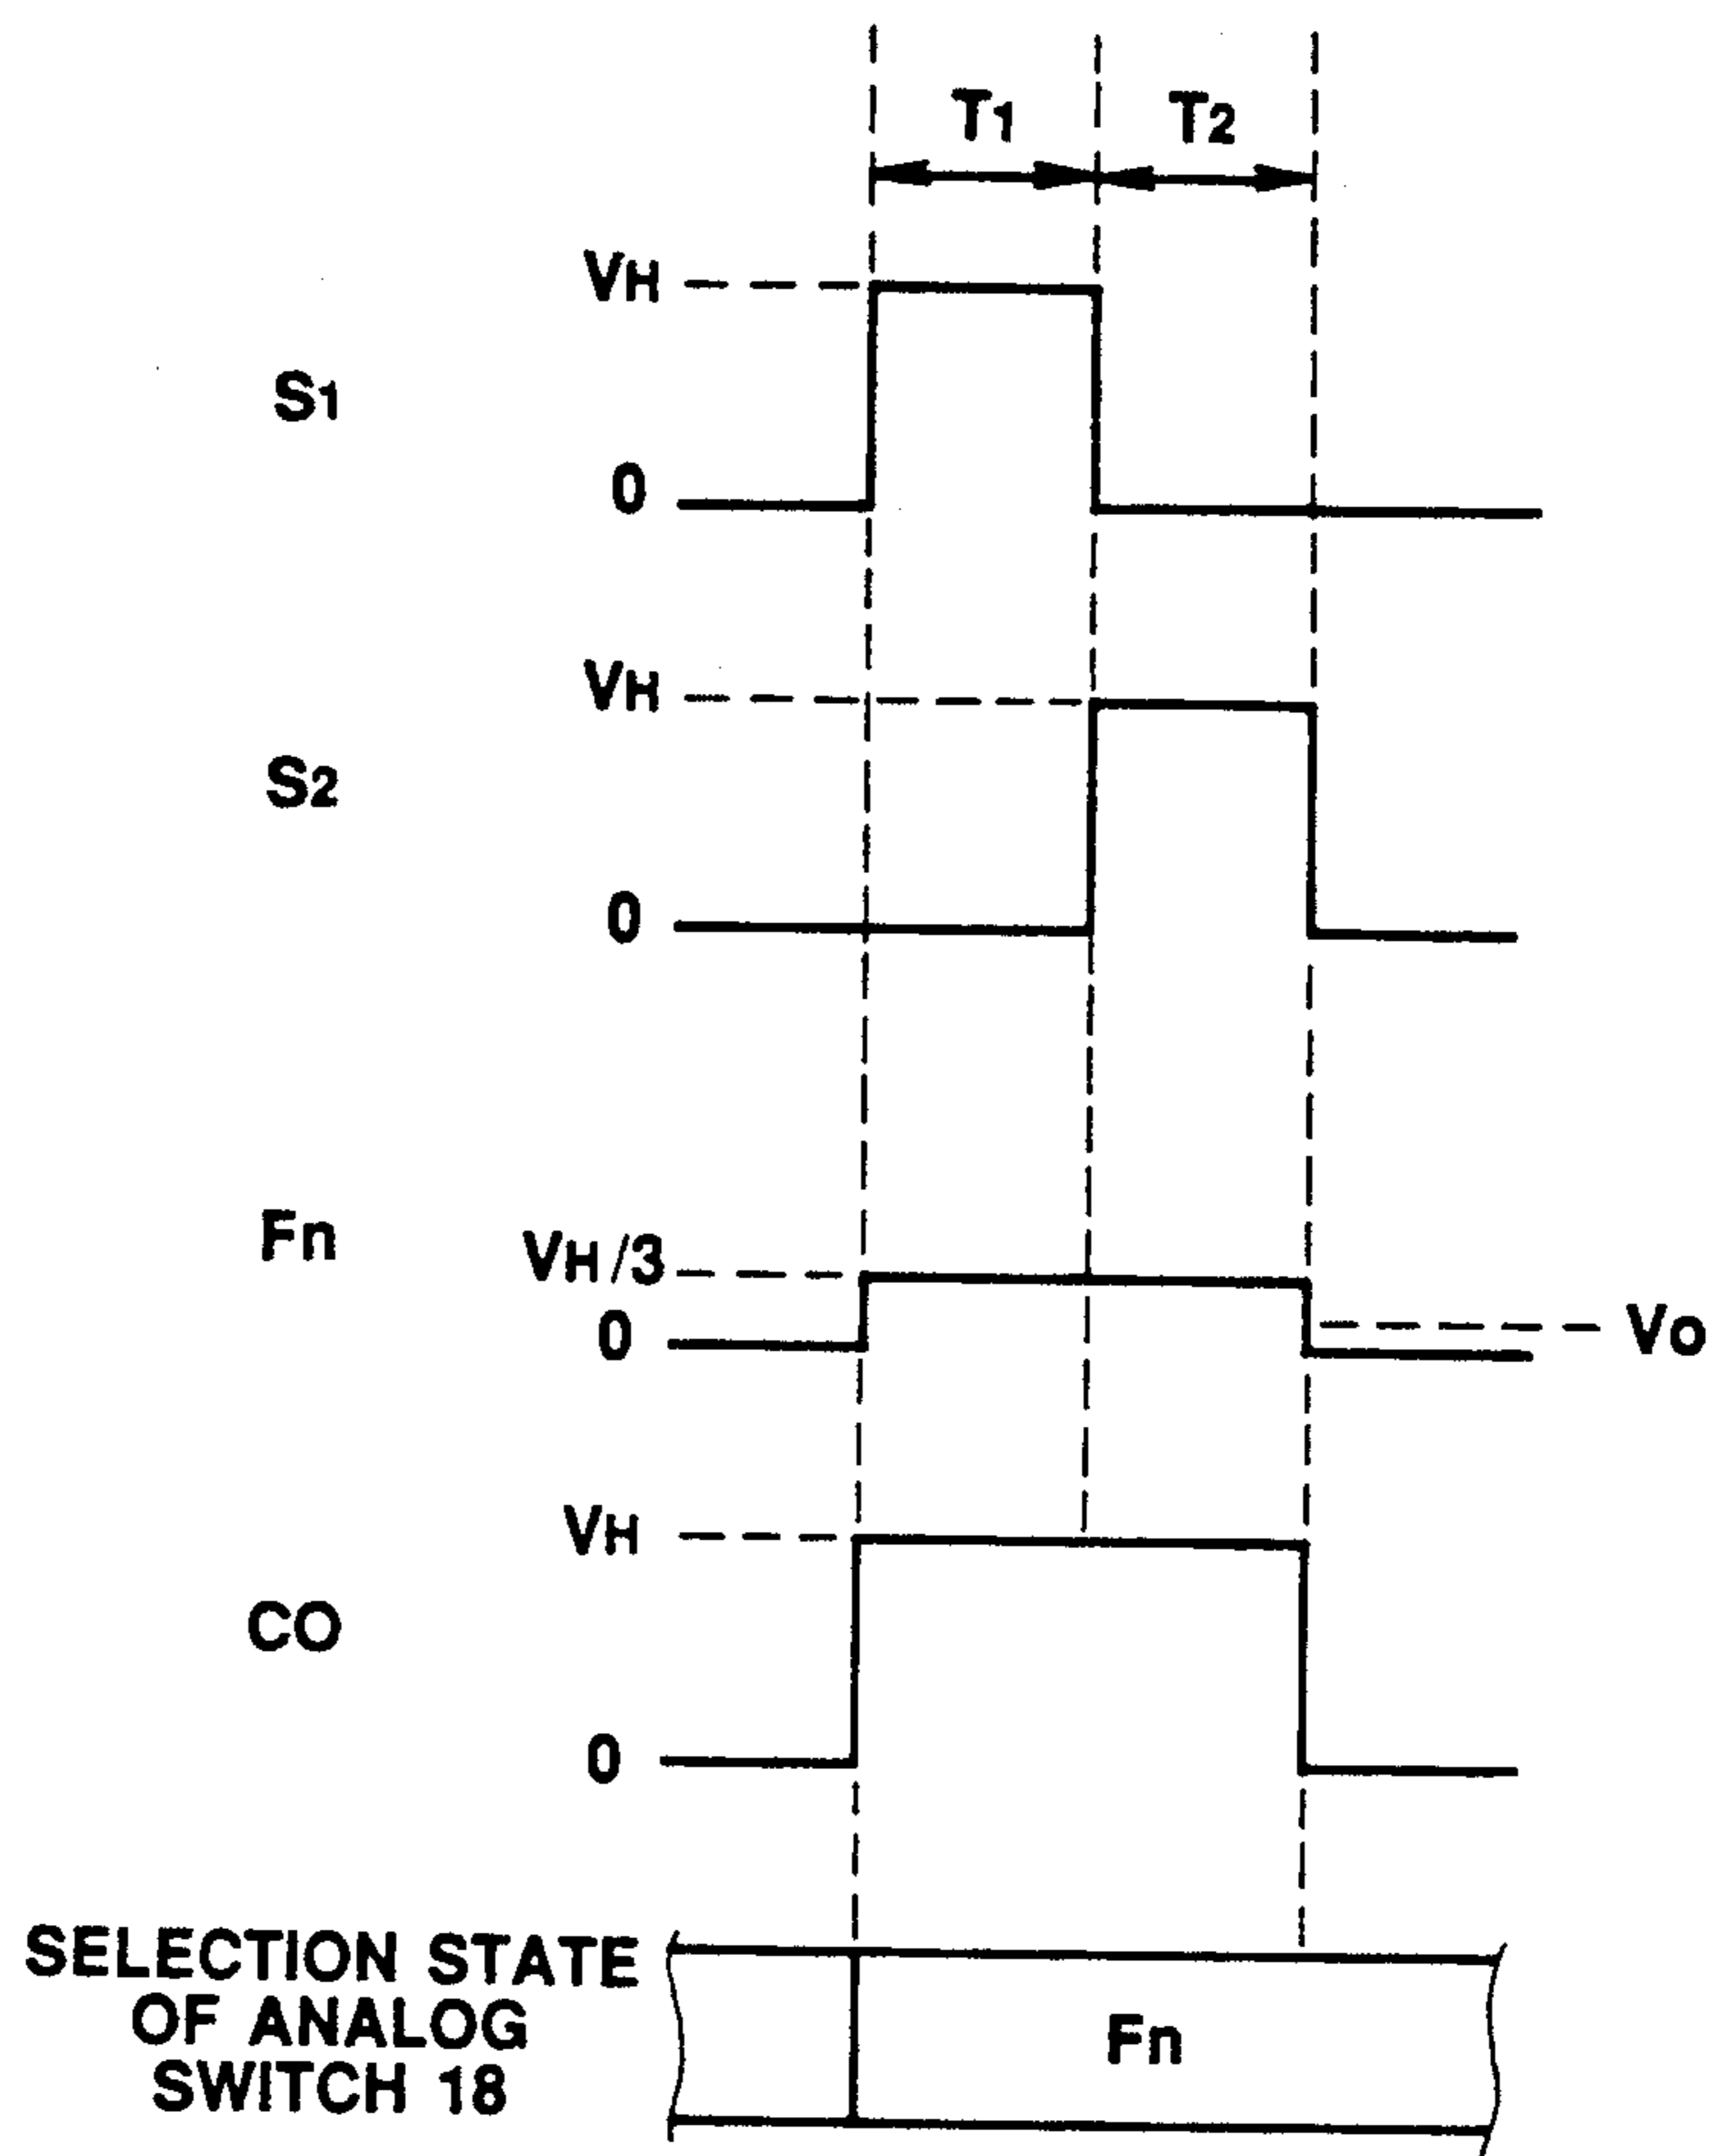 T1 T2
VH
S1
0
VH
S2
0
Fn
VH/3
0
Vo
VH
CO
0
SELECTION STATE
OF ANALOG
SWITCH 18
Fn